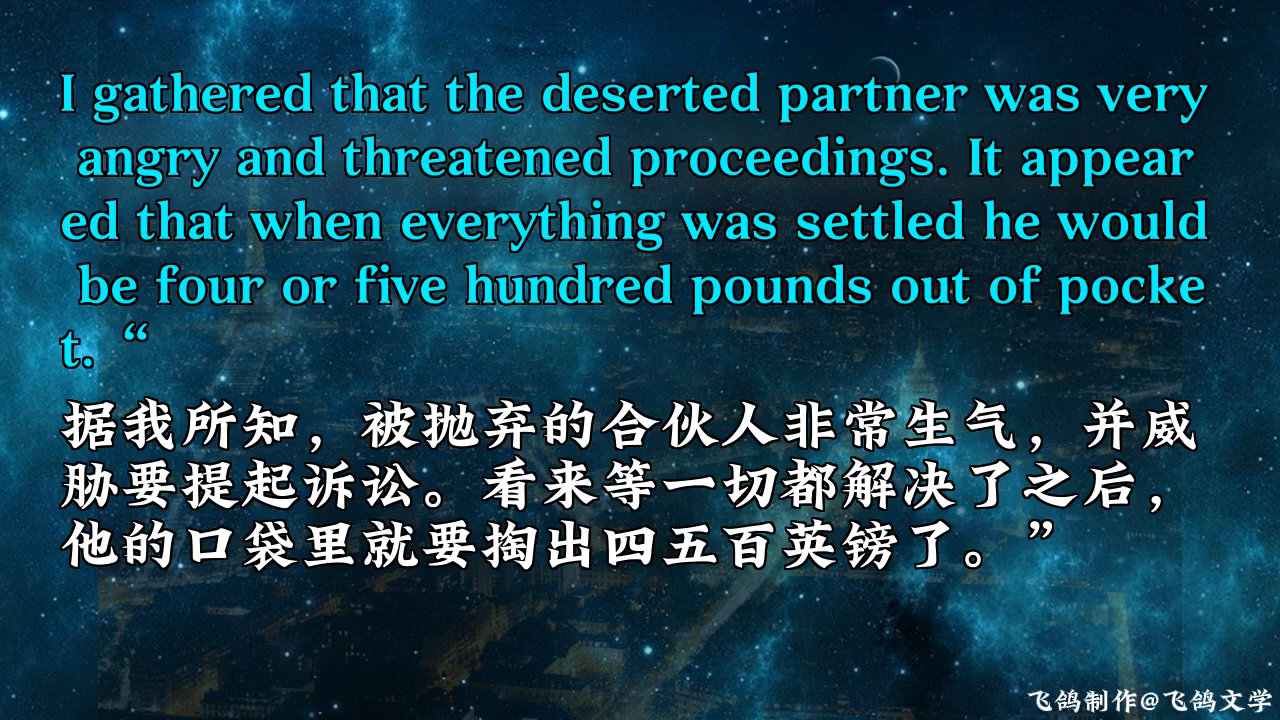 I gathered that the deserted partner was very
angry and threatened proceedings. It appear
ed that when everything was settled he would
be four or five hundred pounds out of pocke
t. “
据我所知，被抛弃的合伙人非常生气，并威
胁要提起诉讼。看来等一切都解决了之后，
他的口袋里就要掏出四五百英镑了。”
飞鸽制作@飞鸽文学